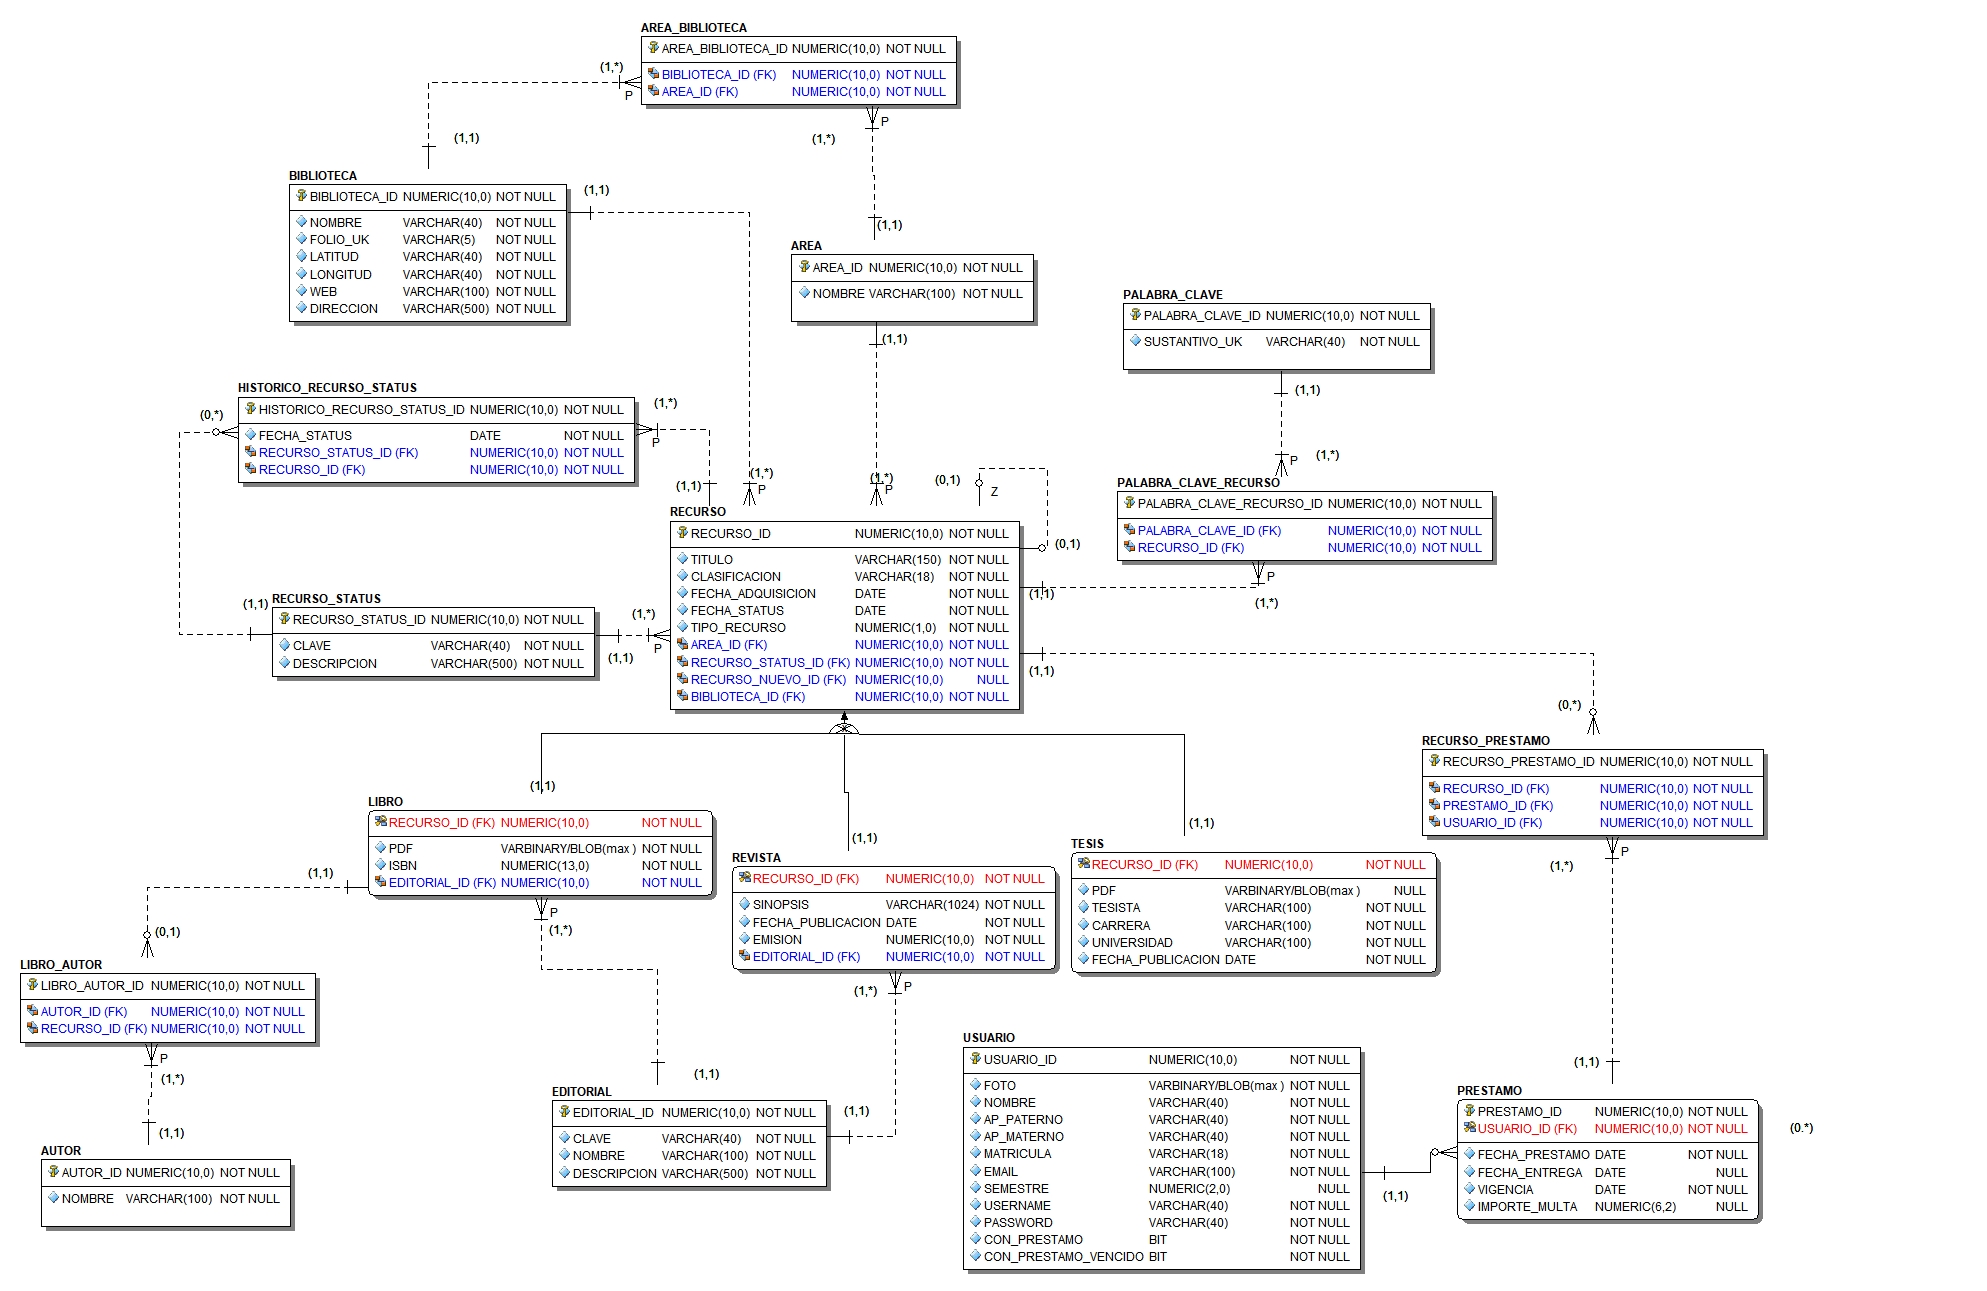 AREA_BIBLIOTECA
AREA_BIBLIOTECA_ID NUMERIC(10,0) NOT NULL
BIBLIOTECA_ID (FK) NUMERIC(10,0) NOT NULL
AREA_ID (FK) NUMERIC(10,0) NOT NULL
(1,*)
P
(1,1)
P
(1,*)
(1,1)
BIBLIOTECA
BIBLIOTECA_ID NUMERIC(10,0) NOT NULL
NOMBRE VARCHAR(40) NOT NULL
FOLIO_UK VARCHAR(5) NOT NULL
LATITUD VARCHAR(40) NOT NULL
LONGITUD VARCHAR(40) NOT NULL
WEB VARCHAR(100) NOT NULL
DIRECCION VARCHAR(500) NOT NULL
(1,1)
AREA
AREA_ID NUMERIC(10,0) NOT NULL
NOMBRE VARCHAR(100) NOT NULL
(1,1)
PALABRA_CLAVE
PALABRA_CLAVE_ID NUMERIC(10,0) NOT NULL
SUSTANTIVO_UK VARCHAR(40) NOT NULL
(1,1)
P
(1,*)
HISTORICO_RECURSO_STATUS
HISTORICO_RECURSO_STATUS_ID NUMERIC(10,0) NOT NULL
FECHA_STATUS DATE NOT NULL
RECURSO_STATUS_ID (FK) NUMERIC(10,0) NOT NULL
RECURSO_ID (FK) NUMERIC(10,0) NOT NULL
(0,*)
(1,*)
P
(1,1)
(1,*)
P
(1,*)
P
(0,1)
Z
(0,1)
PALABRA_CLAVE_RECURSO
PALABRA_CLAVE_RECURSO_ID NUMERIC(10,0) NOT NULL
PALABRA_CLAVE_ID (FK) NUMERIC(10,0) NOT NULL
RECURSO_ID (FK) NUMERIC(10,0) NOT NULL
P
(1,*)
(1,1)
RECURSO
RECURSO_ID NUMERIC(10,0) NOT NULL
TITULO VARCHAR(150) NOT NULL
CLASIFICACION VARCHAR(18) NOT NULL
FECHA_ADQUISICION DATE NOT NULL
FECHA_STATUS DATE NOT NULL
TIPO_RECURSO NUMERIC(1,0) NOT NULL
AREA_ID (FK) NUMERIC(10,0) NOT NULL
RECURSO_STATUS_ID (FK) NUMERIC(10,0) NOT NULL
RECURSO_NUEVO_ID (FK) NUMERIC(10,0) NULL
BIBLIOTECA_ID (FK) NUMERIC(10,0) NOT NULL
(1,1)
RECURSO_STATUS
RECURSO_STATUS_ID NUMERIC(10,0) NOT NULL
CLAVE VARCHAR(40) NOT NULL
DESCRIPCION VARCHAR(500) NOT NULL
(1,1)
(1,*)
P
(1,1)
(0,*)
RECURSO_PRESTAMO
RECURSO_PRESTAMO_ID NUMERIC(10,0) NOT NULL
RECURSO_ID (FK) NUMERIC(10,0) NOT NULL
PRESTAMO_ID (FK) NUMERIC(10,0) NOT NULL
USUARIO_ID (FK) NUMERIC(10,0) NOT NULL
P
(1,*)
(1,1)
(1,1)
LIBRO
RECURSO_ID (FK) NUMERIC(10,0) NOT NULL
PDF VARBINARY/BLOB(max ) NOT NULL
ISBN NUMERIC(13,0) NOT NULL
EDITORIAL_ID (FK) NUMERIC(10,0) NOT NULL
(1,1)
P
(1,*)
(0,1)
(1,1)
REVISTA
RECURSO_ID (FK) NUMERIC(10,0) NOT NULL
SINOPSIS VARCHAR(1024) NOT NULL
FECHA_PUBLICACION DATE NOT NULL
EMISION NUMERIC(10,0) NOT NULL
EDITORIAL_ID (FK) NUMERIC(10,0) NOT NULL
P
(1,*)
(1,1)
TESIS
RECURSO_ID (FK) NUMERIC(10,0) NOT NULL
PDF VARBINARY/BLOB(max ) NULL
TESISTA VARCHAR(100) NOT NULL
CARRERA VARCHAR(100) NOT NULL
UNIVERSIDAD VARCHAR(100) NOT NULL
FECHA_PUBLICACION DATE NOT NULL
LIBRO_AUTOR
LIBRO_AUTOR_ID NUMERIC(10,0) NOT NULL
AUTOR_ID (FK) NUMERIC(10,0) NOT NULL
RECURSO_ID (FK) NUMERIC(10,0) NOT NULL
P
(1,*)
(1,1)
AUTOR
AUTOR_ID NUMERIC(10,0) NOT NULL
NOMBRE VARCHAR(100) NOT NULL
(1,1)
EDITORIAL
EDITORIAL_ID NUMERIC(10,0) NOT NULL
CLAVE VARCHAR(40) NOT NULL
NOMBRE VARCHAR(100) NOT NULL
DESCRIPCION VARCHAR(500) NOT NULL
(1,1)
USUARIO
USUARIO_ID NUMERIC(10,0) NOT NULL
FOTO VARBINARY/BLOB(max ) NOT NULL
NOMBRE VARCHAR(40) NOT NULL
AP_PATERNO VARCHAR(40) NOT NULL
AP_MATERNO VARCHAR(40) NOT NULL
MATRICULA VARCHAR(18) NOT NULL
EMAIL VARCHAR(100) NOT NULL
SEMESTRE NUMERIC(2,0) NULL
USERNAME VARCHAR(40) NOT NULL
PASSWORD VARCHAR(40) NOT NULL
CON_PRESTAMO BIT NOT NULL
CON_PRESTAMO_VENCIDO BIT NOT NULL
(1,1)
PRESTAMO
PRESTAMO_ID NUMERIC(10,0) NOT NULL
USUARIO_ID (FK) NUMERIC(10,0) NOT NULL
FECHA_PRESTAMO DATE NOT NULL
FECHA_ENTREGA DATE NULL
VIGENCIA DATE NOT NULL
IMPORTE_MULTA NUMERIC(6,2) NULL
(0.*)